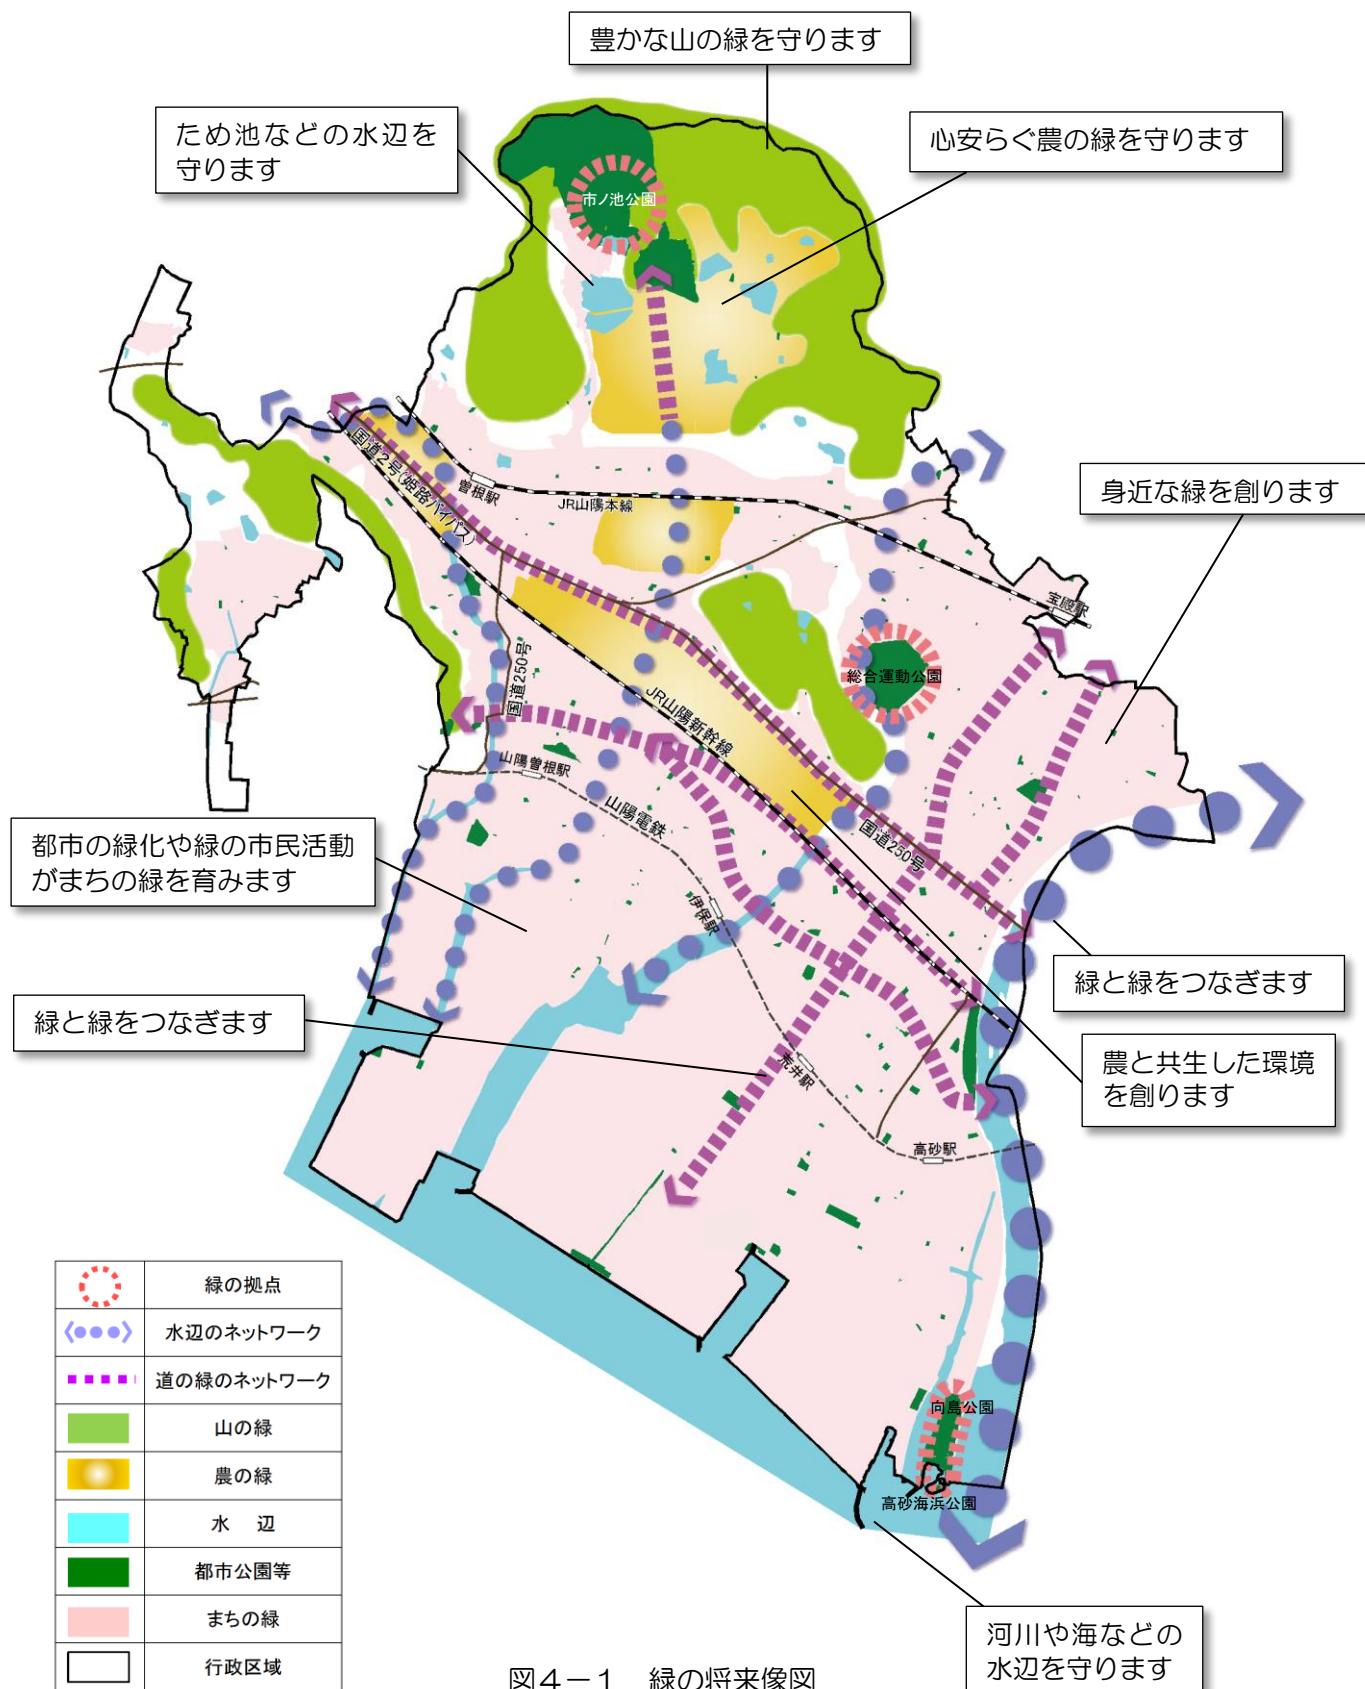 豊かな山の緑を守ります
ため池などの水辺を
守ります
心安らぐ農の緑を守ります
市ノ池公園
身近な緑を創ります
国道2号(姫路バイパス)
曽根駅
JR山陽本線
宝殿駅
総合運動公園
国道250号
JR山陽新幹線
山陽曽根駅
山陽電鉄
国道250号
都市の緑化や緑の市民活動
がまちの緑を育みます
伊保駅
緑と緑をつなぎます
緑と緑をつなぎます
農と共生した環境
を創ります
荒井駅
高砂駅
向島公園
高砂海浜公園
河川や海などの
水辺を守ります
緑の拠点
水辺のネットワーク
道の緑のネットワーク
山の緑
農の緑
水 辺
都市公園等
まちの緑
行政区域
図4-1 緑の将来像図